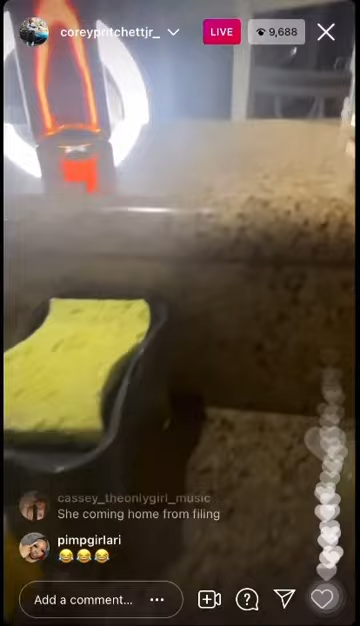 coreypritchettjr_
LIVE
9,688
cassey_theonlygirl_music
She coming home from filing
pimpgirlari
😂😂😂
Add a comment...